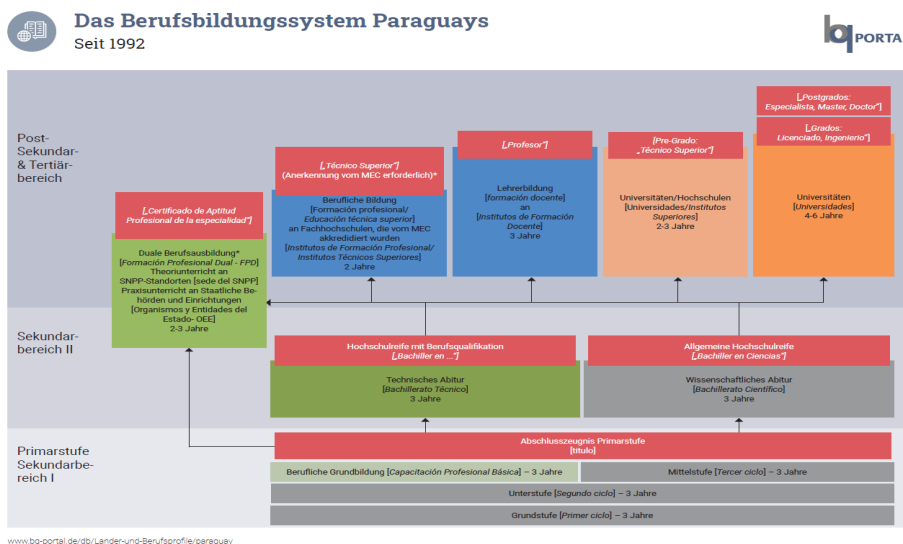 Das Berufsbildungssystem Paraguays
Seit 1992
bq PORTA
Post-
Sekundar-
& Tertiär-
bereich
[„Certificado de Aptitud
Profesional de la especialidad"]
Duale Berufsausbildung*
[Formación Profesional Dual - FPD]
Theoriunterricht an
SNPP-Standorten [sede del SNPP]
Praxisunterricht an Staatliche Be-
hörden und Einrichtungen
[Organismos y Entidades del
Estado- OEE]
2-3 Jahre
[„Técnico Superior"]
(Anerkennung vom MEC erforderlich)*
Berufliche Bildung
[Formación profesional/
Educación técnica superior]
an Fachhochschulen, die vom MEC
akkrediert wurden
[Institutos de Formación Profesional/
Institutos Técnicos Superiores]
2 Jahre
[„Profesor"]
Lehrerbildung
[formación docente]
an
[Institutos de Formación
Docente]
3 Jahre
[Pre-Grado:
„Técnico Superior"]
Universitäten/Hochschulen
[Universidades/Institutos
Superiores]
2-3 Jahre
[„Postgrados:
Especialista, Master, Doctor"]
[„Grados:
Licenciado, Ingenierio"]
Universitäten
[Universidades]
4-6 Jahre
Sekundar-
bereich II
Hochschulreife mit Berufsqualifikation
[„Bachiller en ..."]
Technisches Abitur
[Bachillerato Técnico]
3 Jahre
Allgemeine Hochschulreife
[„Bachiller en Ciencias"]
Wissenschaftliches Abitur
[Bachillerato Científico]
3 Jahre
Primarstufe
Sekundarbe-
reich I
Abschlusszeugnis Primarstufe
[título]
Berufliche Grundbildung [Capacitación Profesional Básica] – 3 Jahre
Mittelstufe [Tercer ciclo] – 3 Jahre
Unterstufe [Segundo ciclo] – 3 Jahre
Grundstufe [Primer ciclo] – 3 Jahre
www.bq-portal.de/db/Lander-und-Berufsprofile/paraguay